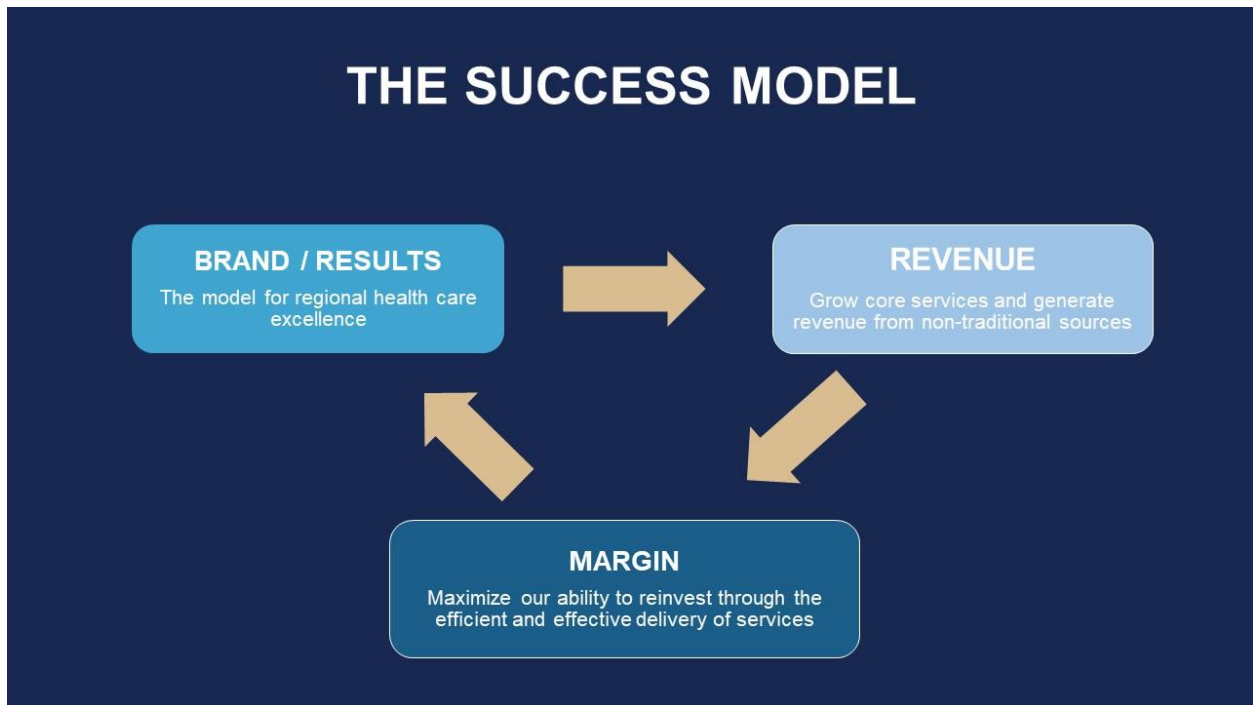 THE SUCCESS MODEL
BRAND / RESULTS
The model for regional health care
excellence
REVENUE
Grow core services and generate
revenue from non-traditional sources
MARGIN
Maximize our ability to reinvest through the
efficient and effective delivery of services